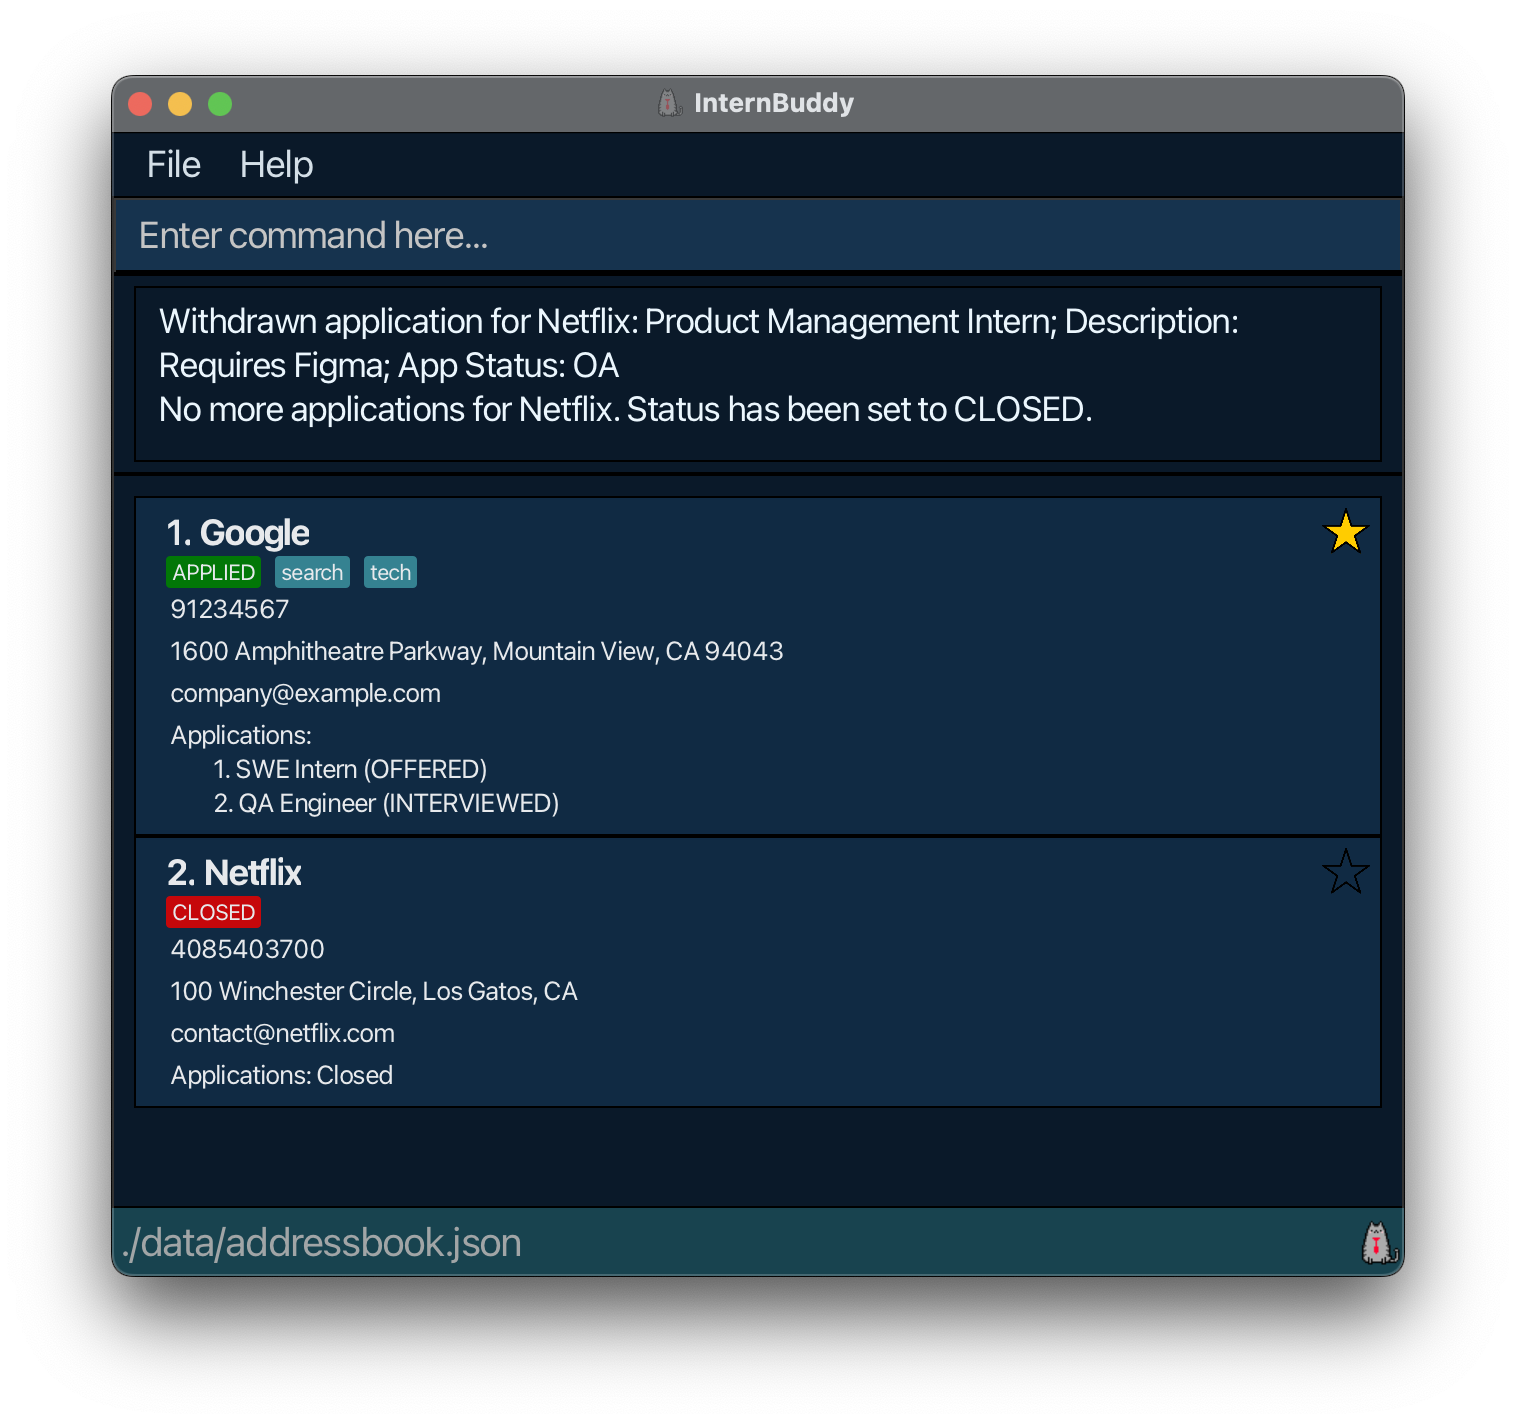 InternBuddy
File Help
Enter command here...
Withdrawn application for Netflix: Product Management Intern; Description:
Requires Figma; App Status: OA
No more applications for Netflix. Status has been set to CLOSED.
1. Google
APPLIED search tech
91234567
1600 Amphitheatre Parkway, Mountain View, CA 94043
company@example.com
Applications:
1. SWE Intern (OFFERED)
2. QA Engineer (INTERVIEWED)
2. Netflix
CLOSED
4085403700
100 Winchester Circle, Los Gatos, CA
contact@netflix.com
Applications: Closed
./data/addressbook.json